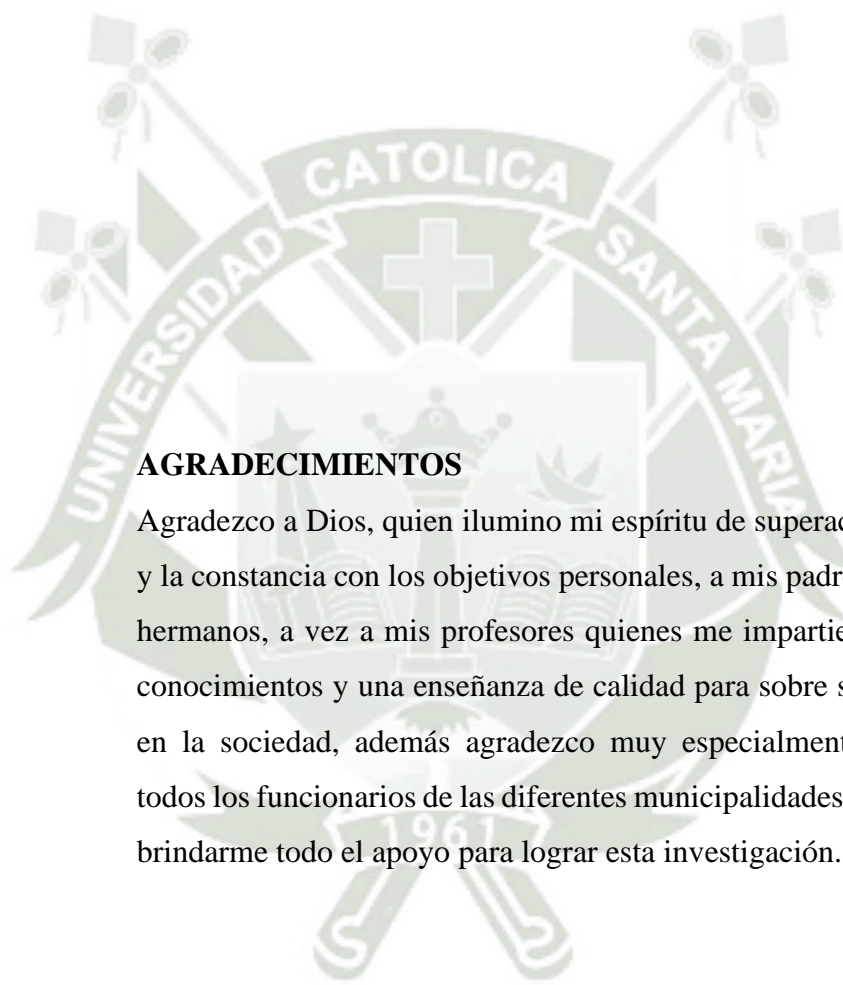 CATOLICA
UNIVERSIDAD
SANTA MARIA
AGRADECIMIENTOS
Agradezco a Dios, quien ilumino mi espíritu de superac
y la constancia con los objetivos personales, a mis padr
hermanos, a vez a mis profesores quienes me impartie
conocimientos y una enseñanza de calidad para sobre s
en la sociedad, además agradezco muy especialment
todos los funcionarios de las diferentes municipalidades
brindarme todo el apoyo para lograr esta investigación.
1961